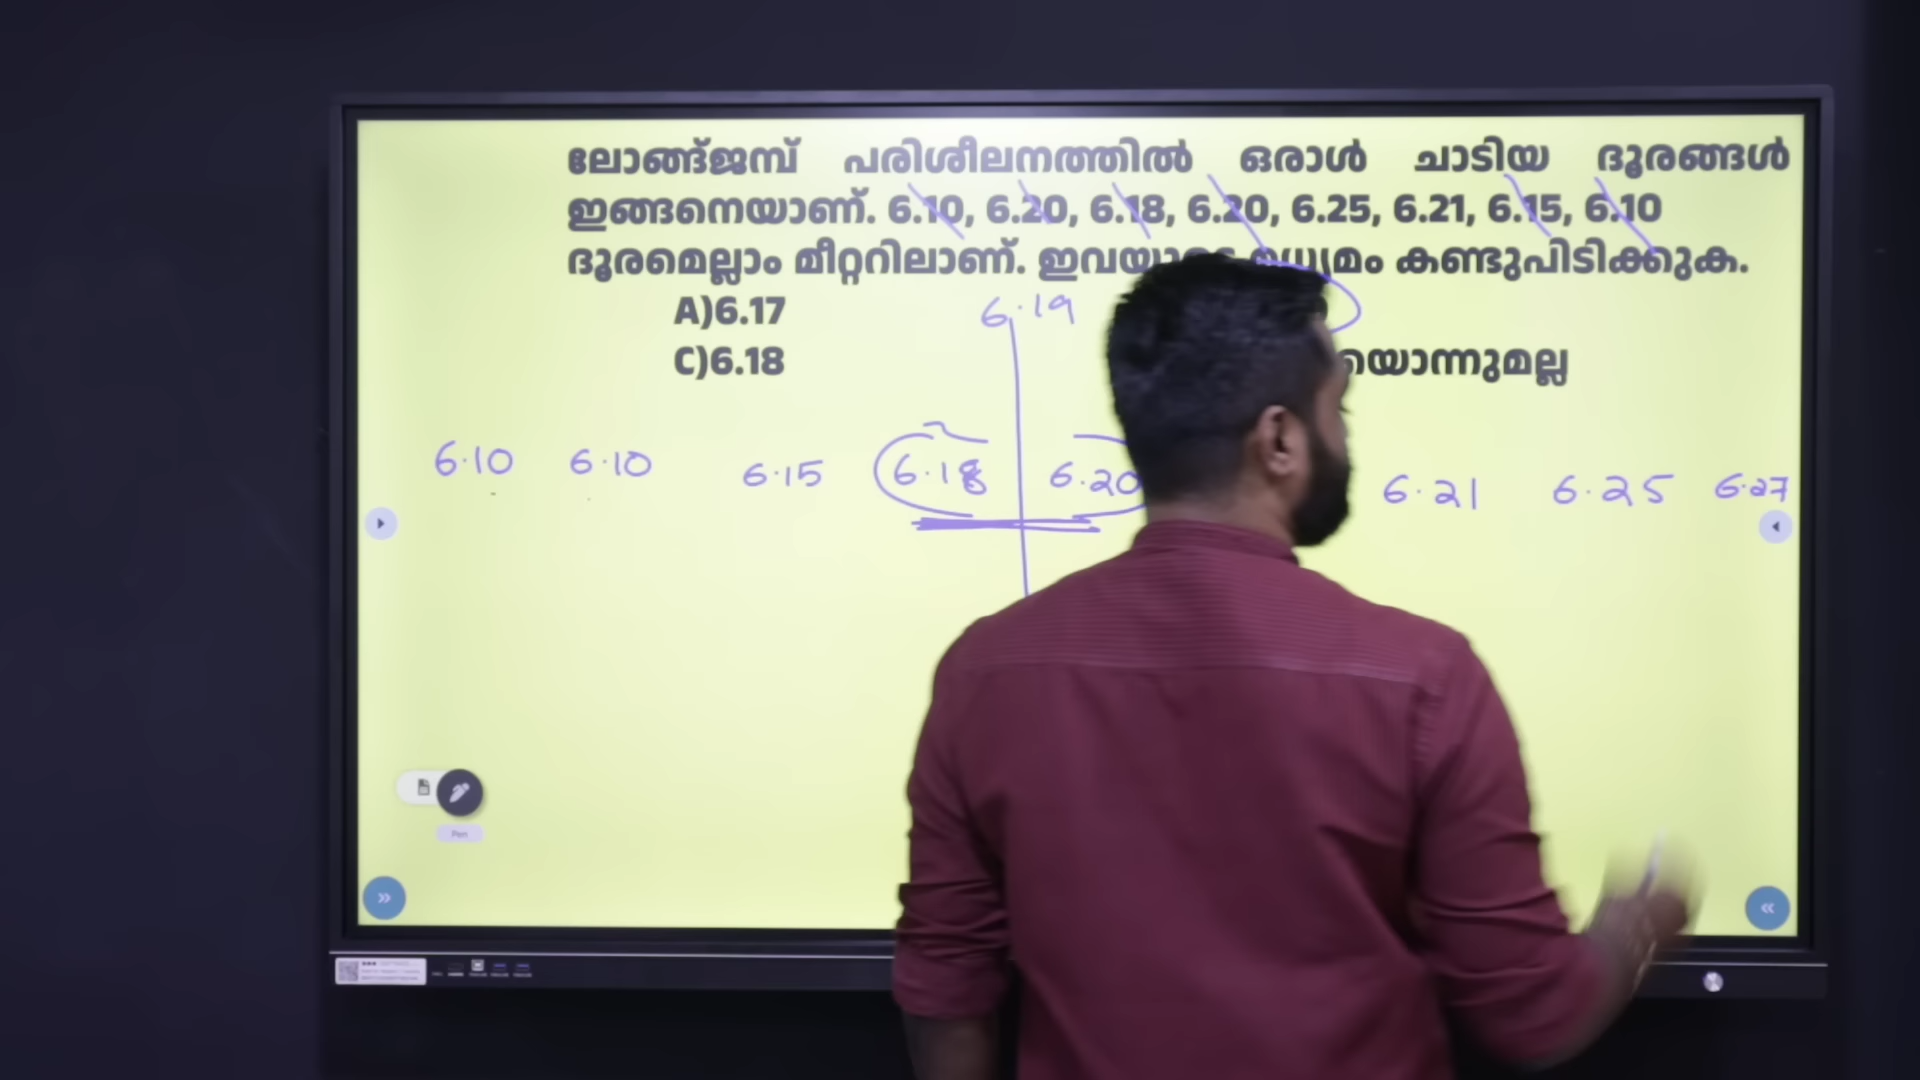 ലോങ്ങ്ജമ്പ് പരിശീലനത്തിൽ ഒരാൾ ചാടിയ ദൂരങ്ങൾ
ഇങ്ങനെയാണ്. 6.10, 6.20, 6.18, 6.20, 6.25, 6.21, 6.15, 6.10
ദൂരമെല്ലാം മീറ്ററിലാണ്. ഇവയുടെ മധ്യമം കണ്ടുപിടിക്കുക.
A)6.17 6.19
C)6.18
6.10 6.10 6.15 6.18 6.20 6.21 6.25 6.27
Pen